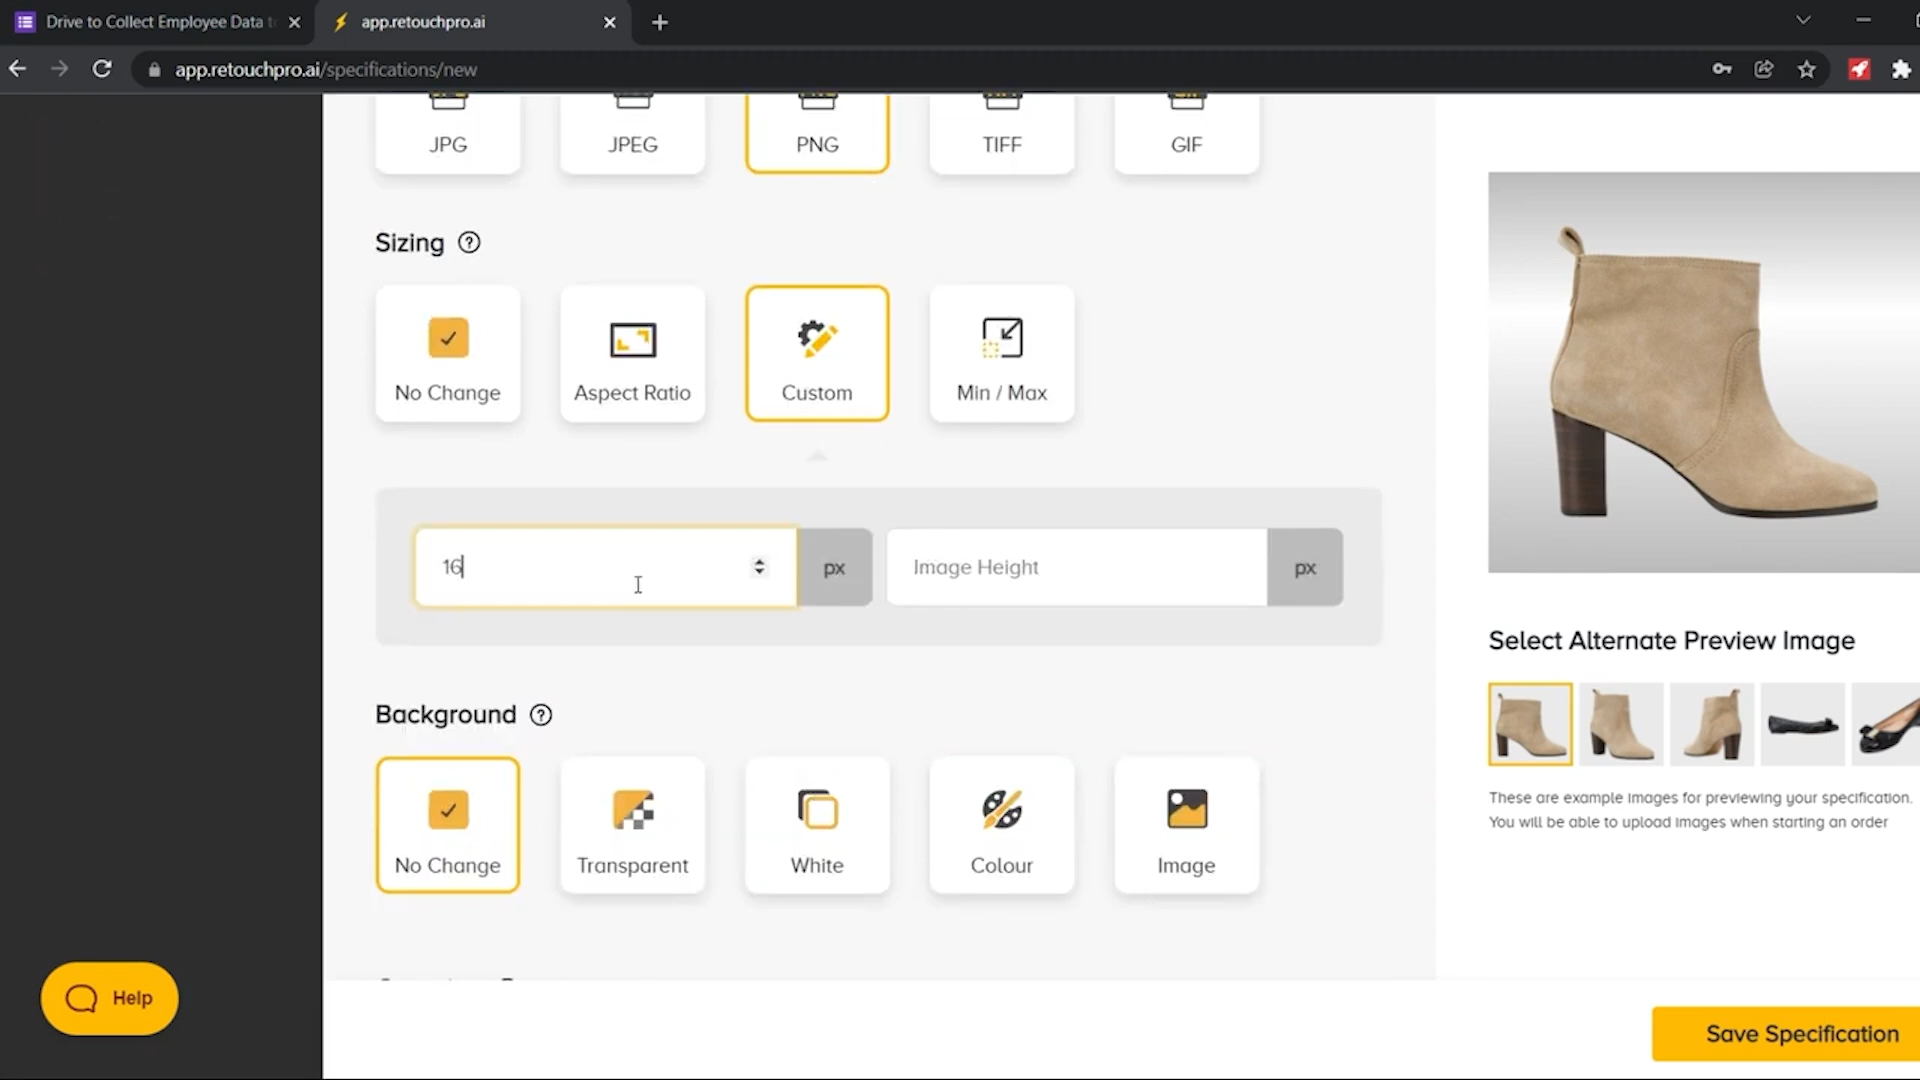 Drive to Collect Employee Data t
app.retouchpro.ai
app.retouchpro.ai/specifications/new
JPG
JPEG
PNG
TIFF
GIF
Sizing ?
No Change
Aspect Ratio
Custom
Min / Max
16
px
Image Height
px
Background ?
No Change
Transparent
White
Colour
Image
Select Alternate Preview Image
These are example images for previewing your specification.
You will be able to upload images when starting an order
Help
Save Specification